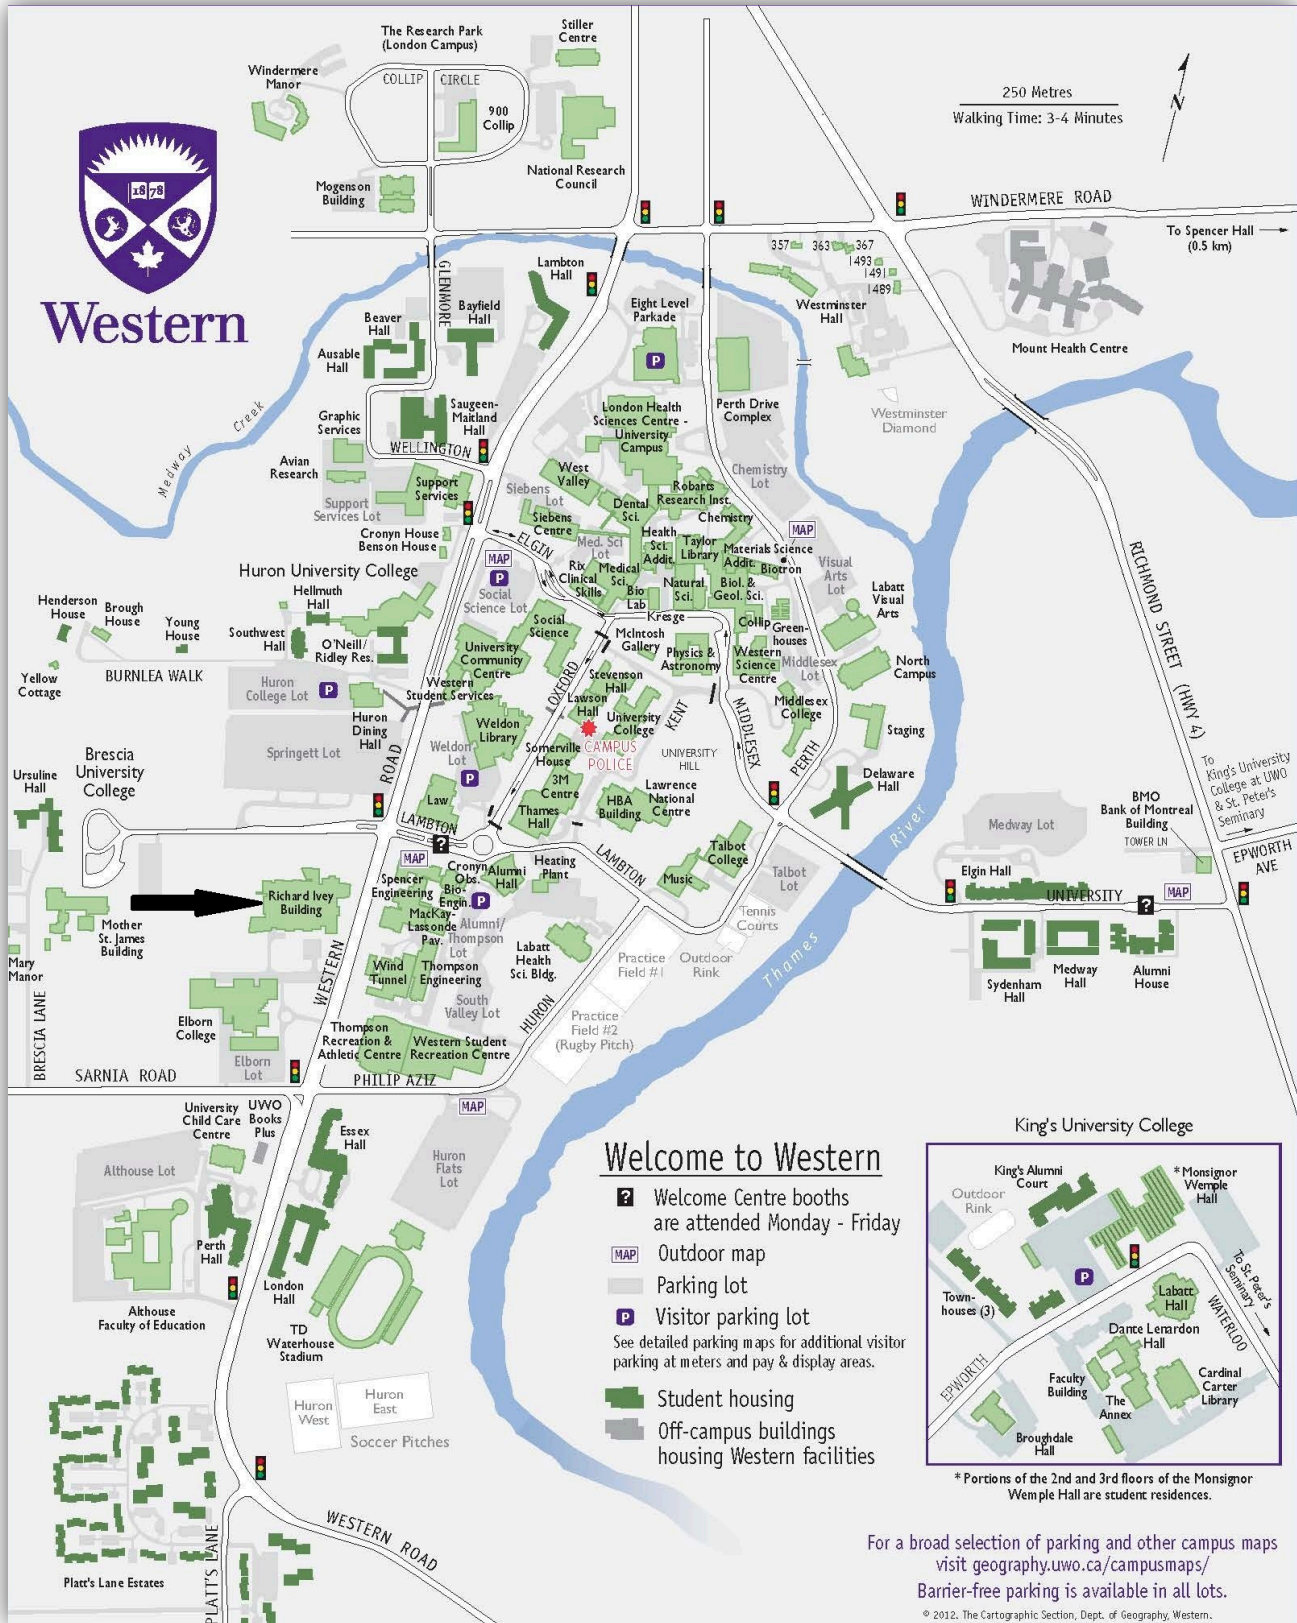 The Research Park
(London Campus)
Stiller
Centre
Windermere
Manor
COLLIP CIRCLE
900
Collip
250 Metres
Walking Time: 3-4 Minutes
N
1878
Western
National Research
Council
Mogenson
Building
WINDERMERE ROAD
To Spencer Hall
(0.5 km)
GLENMORE
Lambton
Hall
357
363
367
1493
1491
1489
Westminster
Hall
Mount Health Centre
Beaver
Hall
Bayfield
Hall
Ausable
Hall
Eight Level
Parkade
P
Medway Creek
Graphic
Services
Saugeen-
Maitland
Hall
WELLINGTON
London Health
Sciences Centre -
University
Campus
Perth Drive
Complex
Westminster
Diamond
Avian
Research
Support
Services
Support
Services Lot
Siebens
Lot
West
Valley
Chemistry
Lot
Robarts
Research Inst.
Dental
Sci.
Siebens
Centre
Chemistry
Cronyn House
Benson House
ELGIN
Med. Sci
Lot
Health
Sci.
Addit.
Taylor
Library
Materials Science
Addit.
Biotron
MAP
MAP
P
Social
Science Lot
Rix
Clinical
Skills
Medical
Sci.
Bio
Lab
Natural
Sci.
Biol. &
Geol. Sci.
Visual
Arts
Lot
Labatt
Visual
Arts
RICHMOND STREET (HWY 4)
Huron University College
Hellmuth
Hall
Henderson
House
Brough
House
Young
House
Southwest
Hall
O'Neill/
Ridley Res.
BURNLEA WALK
Yellow
Cottage
Huron
College Lot
P
Huron
Dining
Hall
Social
Science
University
Community
Centre
Western
Student Services
Kresge
McIntosh
Gallery
Physics &
Astronomy
Collip
Green-
houses
Western
Science
Centre
Middlesex
Lot
North
Campus
OXFORD
Stevenson
Hall
Lawson
Hall
University
College
KENT
MIDDLESEX
Middlesex
College
Staging
Weldon
Library
Weldon
Lot
P
CAMPUS
POLICE
UNIVERSITY
HILL
PERTH
Springett Lot
ROAD
Brescia
University
College
Ursuline
Hall
Somerville
House
3M
Centre
Thames
Hall
HBA
Building
Lawrence
National
Centre
Delaware
Hall
Law
LAMBTON
?
MAP
Cronyn
Obs.
Spencer
Engineering
Bio-
Engin.
Alumni
Hall
P
Heating
Plant
LAMBTON
Talbot
College
Music
Talbot
Lot
Thames River
Medway Lot
BMO
Bank of Montreal
Building
TOWER LN
To
King's University
College at UWO
& St. Peter's
Seminary
EPWORTH
AVE
Elgin Hall
UNIVERSITY
?
MAP
Richard Ivey
Building
Mother
St. James
Building
Mary
Manor
MacKay-
Lassonde
Pav.
Alumni/
Thompson
Lot
Labatt
Health
Sci. Bldg.
Tennis
Courts
Practice
Field #1
Outdoor
Rink
Sydenham
Hall
Medway
Hall
Alumni
House
WESTERN
Wind
Tunnel
Thompson
Engineering
South
Valley Lot
HURON
Practice
Field #2
(Rugby Pitch)
Elborn
College
Elborn
Lot
BRESCIA LANE
Thompson
Recreation &
Athletic Centre
Western Student
Recreation Centre
SARNIA ROAD
PHILIP AZIZ
MAP
University
Child Care
Centre
UWO
Books
Plus
Essex
Hall
Huron
Flats
Lot
Althouse Lot
Perth
Hall
London
Hall
Althouse
Faculty of Education
TD
Waterhouse
Stadium
Huron
West
Huron
East
Soccer Pitches
Platt's Lane Estates
PLATT'S LANE
WESTERN ROAD
Welcome to Western
? Welcome Centre booths
are attended Monday - Friday
MAP Outdoor map
Parking lot
P Visitor parking lot
See detailed parking maps for additional visitor
parking at meters and pay & display areas.
Student housing
Off-campus buildings
housing Western facilities
King's University College
King's Alumni
Court
* Monsignor
Wemple
Hall
Outdoor
Rink
P
To St. Peter's
Seminary
Town-
houses (3)
Labatt
Hall
WATERLOO
Dante Lenardon
Hall
EPWORTH
Faculty
Building
The
Annex
Cardinal
Carter
Library
Broughdale
Hall
* Portions of the 2nd and 3rd floors of the Monsignor
Wemple Hall are student residences.
For a broad selection of parking and other campus maps
visit geography.uwo.ca/campusmaps/
Barrier-free parking is available in all lots.
© 2012. The Cartographic Section, Dept. of Geography, Western.